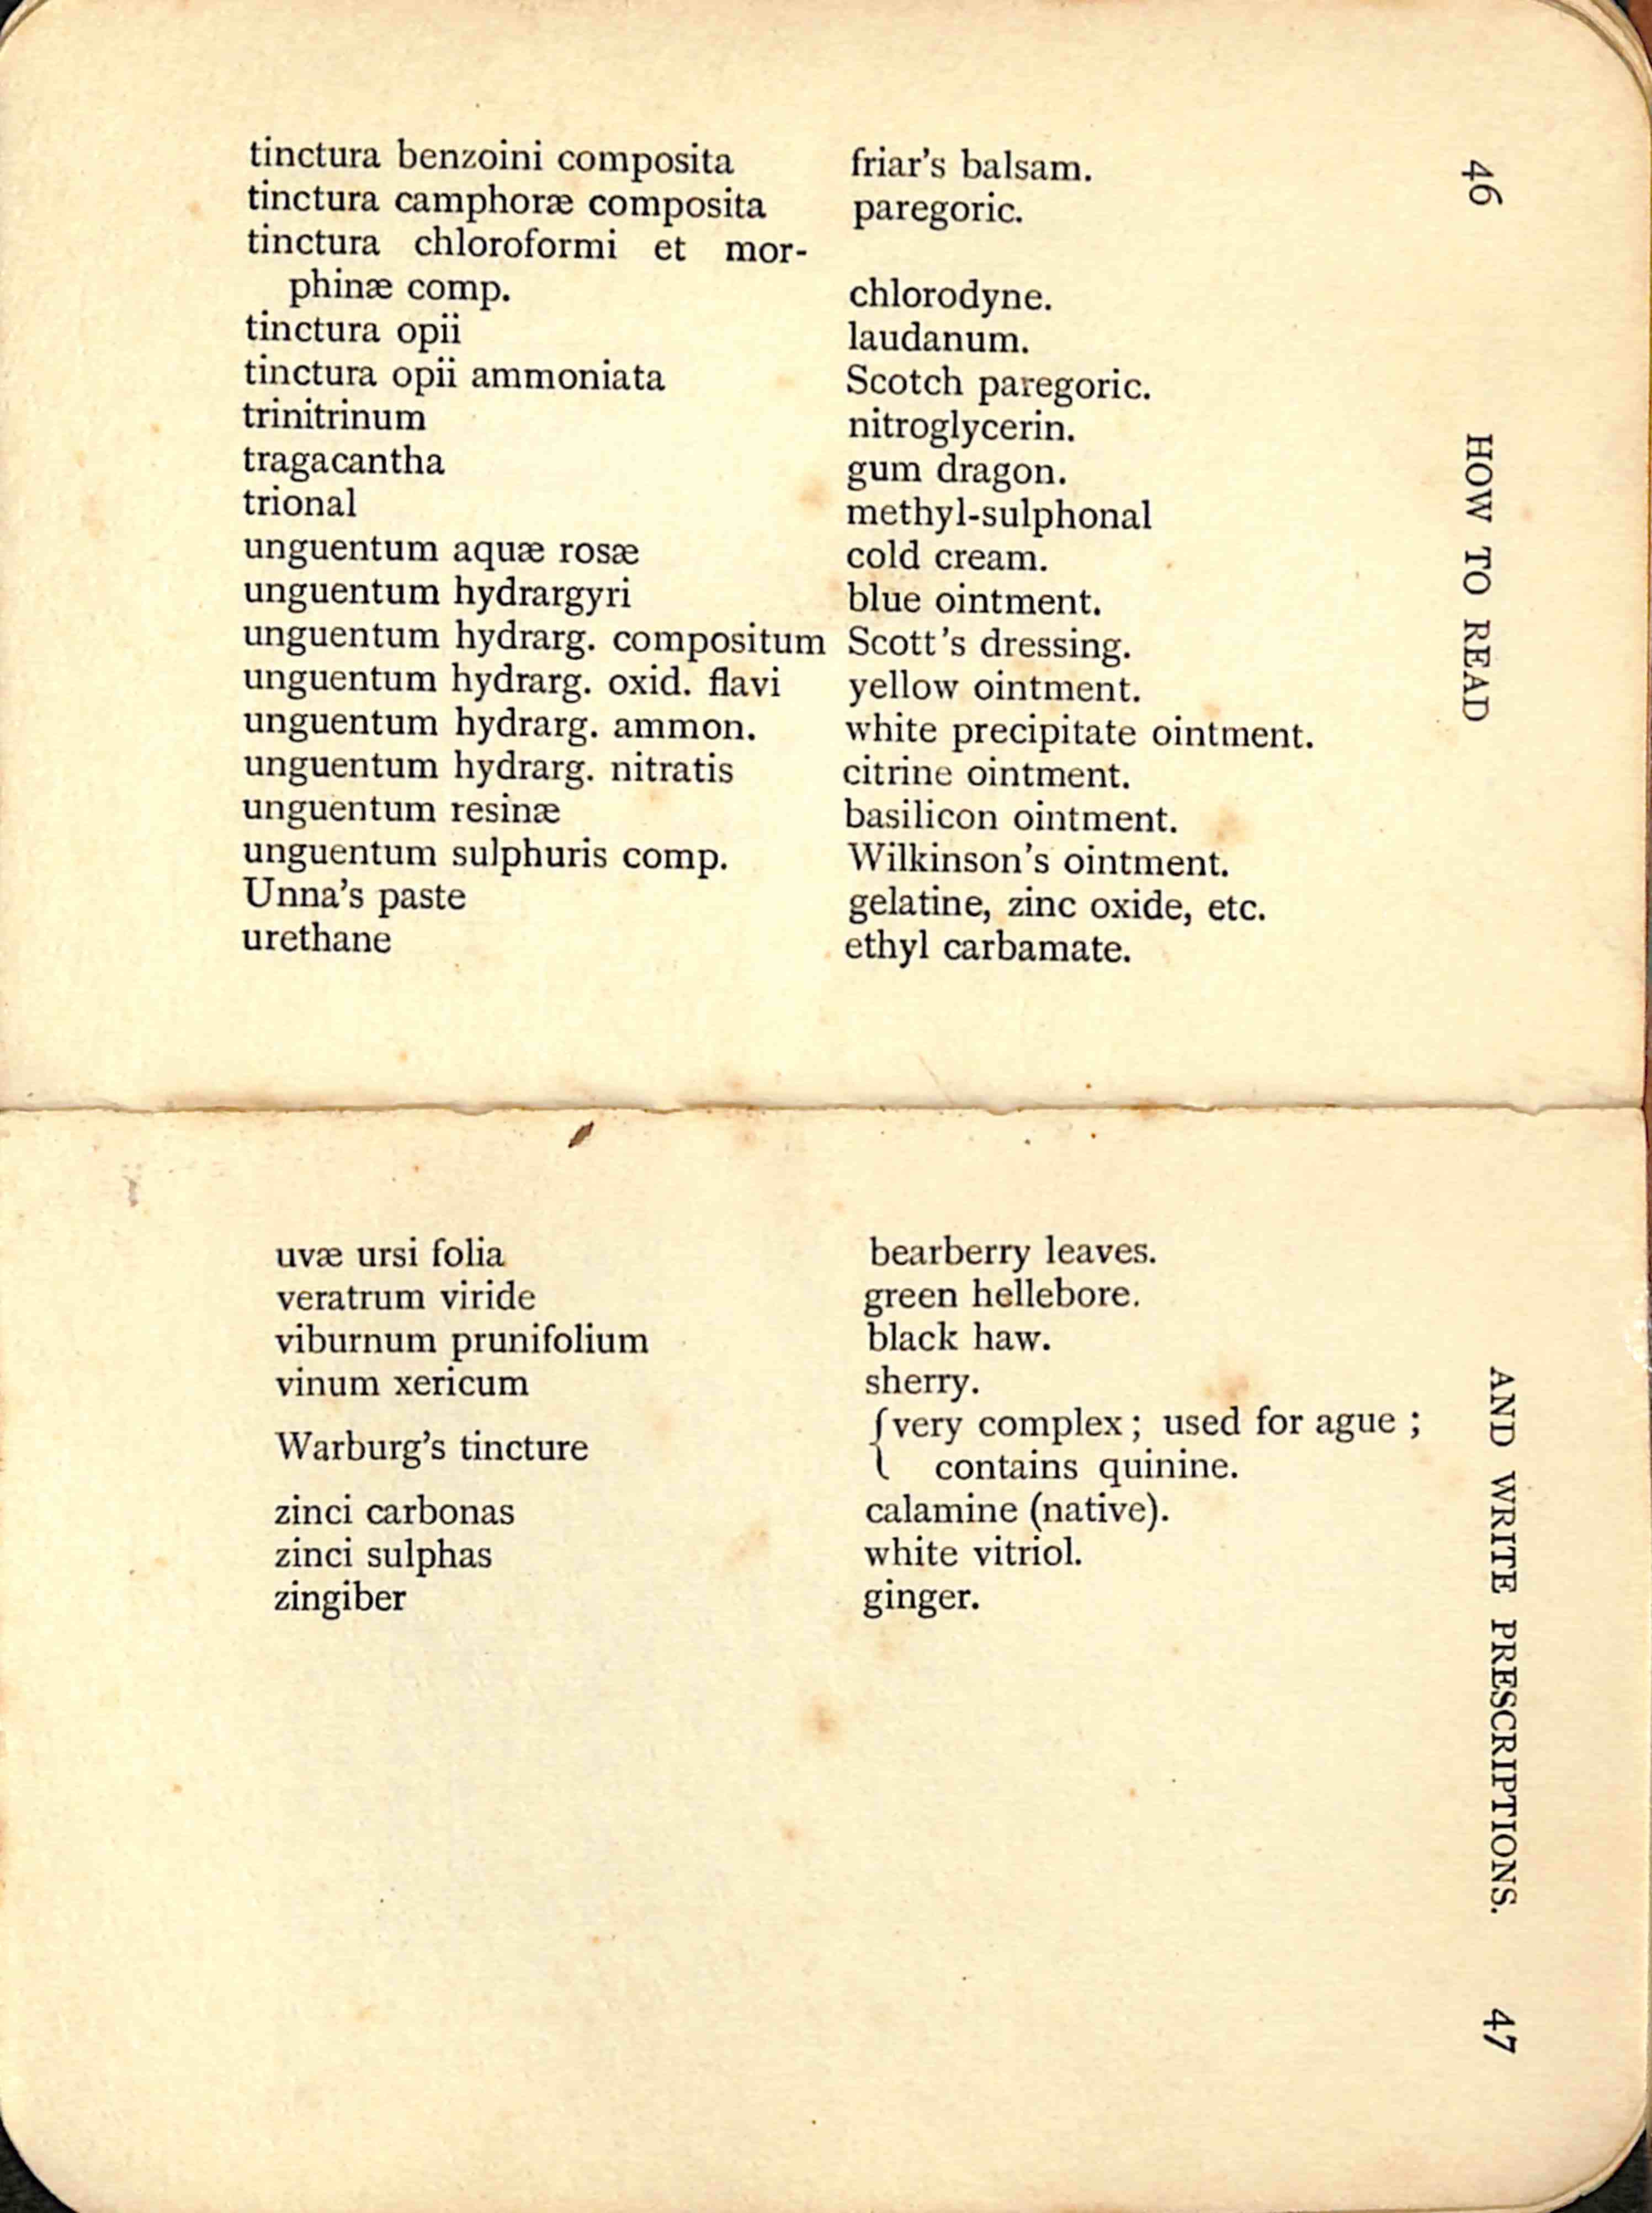 46 HOW TO READ
tinctura benzoini composita friar's balsam.
tinctura camphoræ composita paregoric.
tinctura chloroformi et mor-
phinæ comp. chlorodyne.
tinctura opii laudanum.
tinctura opii ammoniata Scotch paregoric.
trinitrinum nitroglycerin.
tragacantha gum dragon.
trional methyl-sulphonal
unguentum aquæ rosæ cold cream.
unguentum hydrargyri blue ointment.
unguentum hydrarg. compositum Scott's dressing.
unguentum hydrarg. oxid. flavi yellow ointment.
unguentum hydrarg. ammon. white precipitate ointment.
unguentum hydrarg. nitratis citrine ointment.
unguentum resinæ basilicon ointment.
unguentum sulphuris comp. Wilkinson's ointment.
Unna's paste gelatine, zinc oxide, etc.
urethane ethyl carbamate.
AND WRITE PRESCRIPTIONS. 47
uvæ ursi folia bearberry leaves.
veratrum viride green hellebore.
viburnum prunifolium black haw.
vinum xericum sherry.
Warburg's tincture {very complex ; used for ague ;
contains quinine.
zinci carbonas calamine (native).
zinci sulphas white vitriol.
zingiber ginger.